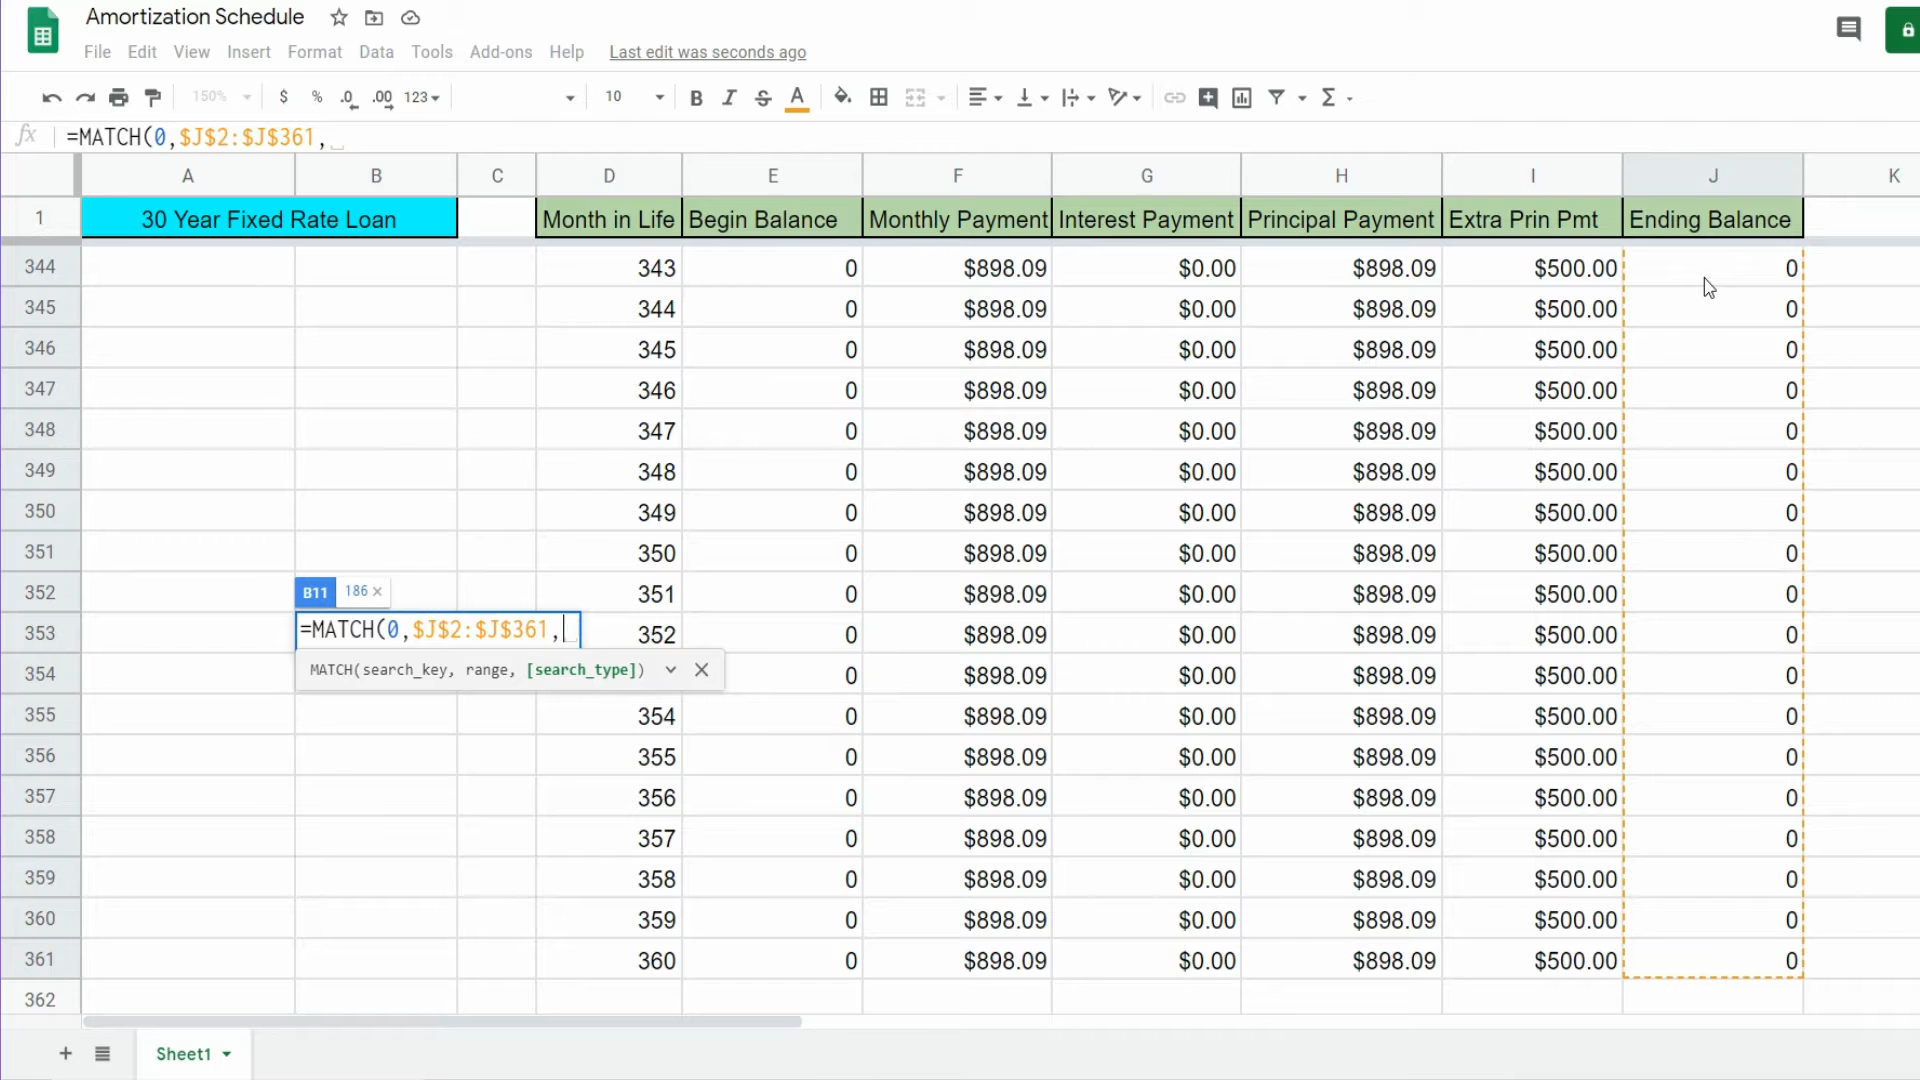 Amortization Schedule
File Edit View Insert Format Data Tools Add-ons Help Last edit was seconds ago
150% $ % .0 .00 123 10 B I S A Σ
fx =MATCH(0,$J$2:$J$361,
A B C D E F G H I J K
1 30 Year Fixed Rate Loan Month in Life Begin Balance Monthly Payment Interest Payment Principal Payment Extra Prin Pmt Ending Balance
344 343 0 $898.09 $0.00 $898.09 $500.00 0
345 344 0 $898.09 $0.00 $898.09 $500.00 0
346 345 0 $898.09 $0.00 $898.09 $500.00 0
347 346 0 $898.09 $0.00 $898.09 $500.00 0
348 347 0 $898.09 $0.00 $898.09 $500.00 0
349 348 0 $898.09 $0.00 $898.09 $500.00 0
350 349 0 $898.09 $0.00 $898.09 $500.00 0
351 350 0 $898.09 $0.00 $898.09 $500.00 0
B11 186 ×
352 351 0 $898.09 $0.00 $898.09 $500.00 0
353 =MATCH(0,$J$2:$J$361, 352 0 $898.09 $0.00 $898.09 $500.00 0
354 MATCH(search_key, range, [search_type]) 0 $898.09 $0.00 $898.09 $500.00 0
355 354 0 $898.09 $0.00 $898.09 $500.00 0
356 355 0 $898.09 $0.00 $898.09 $500.00 0
357 356 0 $898.09 $0.00 $898.09 $500.00 0
358 357 0 $898.09 $0.00 $898.09 $500.00 0
359 358 0 $898.09 $0.00 $898.09 $500.00 0
360 359 0 $898.09 $0.00 $898.09 $500.00 0
361 360 0 $898.09 $0.00 $898.09 $500.00 0
362
Sheet1